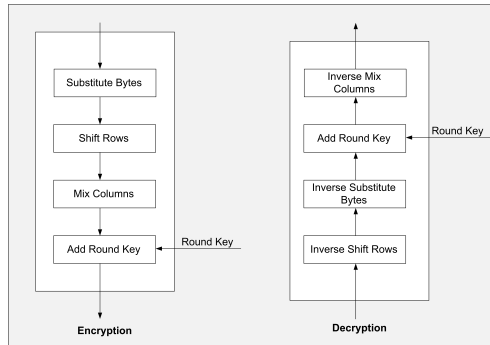 Substitute Bytes
Shift Rows
Mix Columns
Add Round Key
Round Key
Encryption
Inverse Mix
Columns
Add Round Key
Round Key
Inverse Substitute
Bytes
Inverse Shift Rows
Decryption